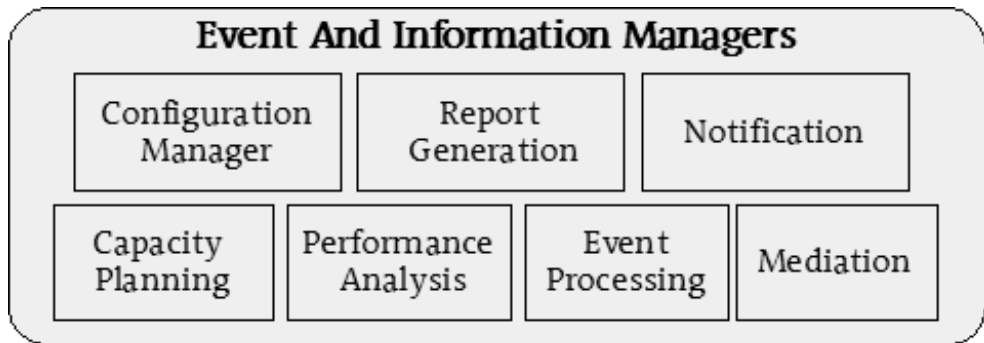 Event And Information Managers
Configuration
Manager
Report
Generation
Notification
Capacity
Planning
Performance
Analysis
Event
Processing
Mediation